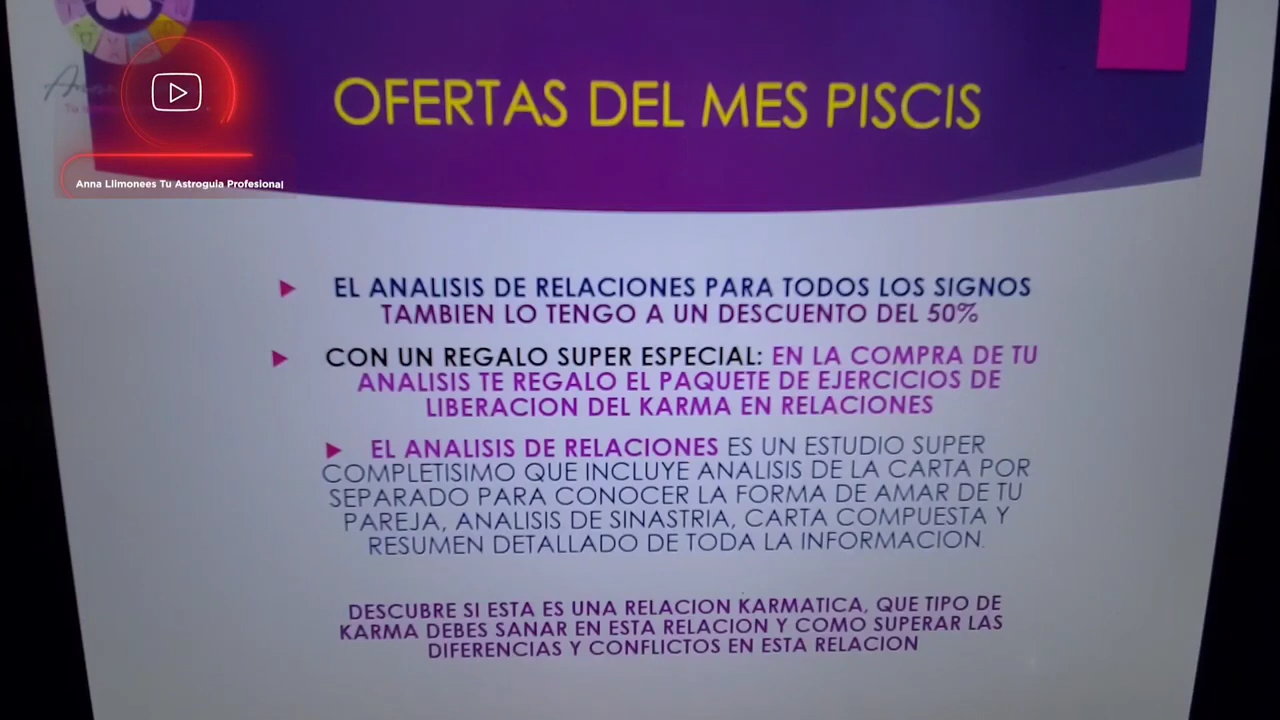 OFERTAS DEL MES PISCIS
Anna Llimonees Tu Astroguia Profesional
EL ANALISIS DE RELACIONES PARA TODOS LOS SIGNOS
TAMBIEN LO TENGO A UN DESCUENTO DEL 50%
CON UN REGALO SUPER ESPECIAL: EN LA COMPRA DE TU
ANALISIS TE REGALO EL PAQUETE DE EJERCICIOS DE
LIBERACION DEL KARMA EN RELACIONES
EL ANALISIS DE RELACIONES ES UN ESTUDIO SUPER
COMPLETISIMO QUE INCLUYE ANALISIS DE LA CARTA POR
SEPARADO PARA CONOCER LA FORMA DE AMAR DE TU
PAREJA, ANALISIS DE SINASTRIA, CARTA COMPUESTA Y
RESUMEN DETALLADO DE TODA LA INFORMACION.
DESCUBRE SI ESTA ES UNA RELACION KARMATICA, QUE TIPO DE
KARMA DEBES SANAR EN ESTA RELACION Y COMO SUPERAR LAS
DIFERENCIAS Y CONFLICTOS EN ESTA RELACION